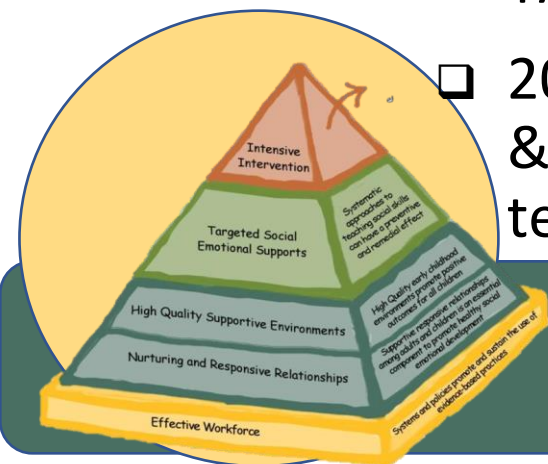 20
&
te
Intensive
Intervention
Targeted Social
Emotional Supports
Systematic
approaches to
teaching social skills
can have a preventive
and remedial effect
High Quality Supportive Environments
High Quality early childhood
environments promote positive
outcomes for all children
Nurturing and Responsive Relationships
Supportive responsive relationships
among adults and children is an essential
component to promote healthy social
emotional development
Effective Workforce
Systems and policies promote and sustain the use of
evidence-based practices